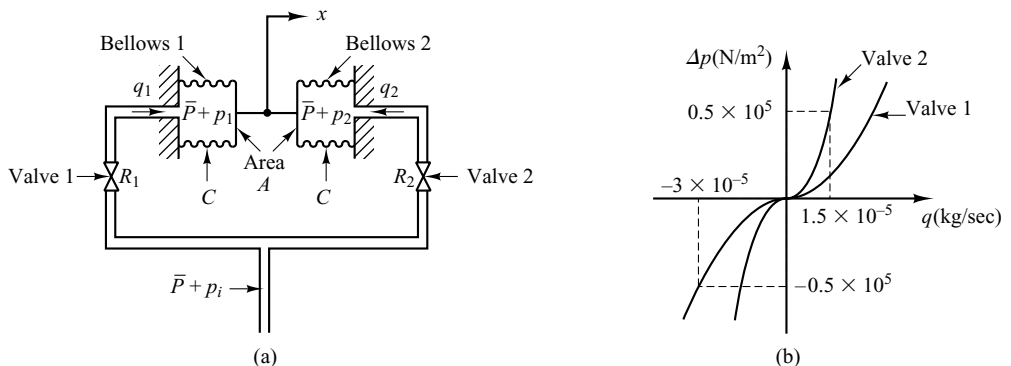 x
Bellows 1
Bellows 2
q₁
q₂
P̅ + p₁
P̅ + p₂
Area
A
Valve 1
R₁
R₂
Valve 2
C
C
P̅ + pᵢ
(a)
Δp(N/m²)
Valve 2
0.5 × 10⁵
Valve 1
–3 × 10⁻⁵
1.5 × 10⁻⁵
q(kg/sec)
–0.5 × 10⁵
(b)